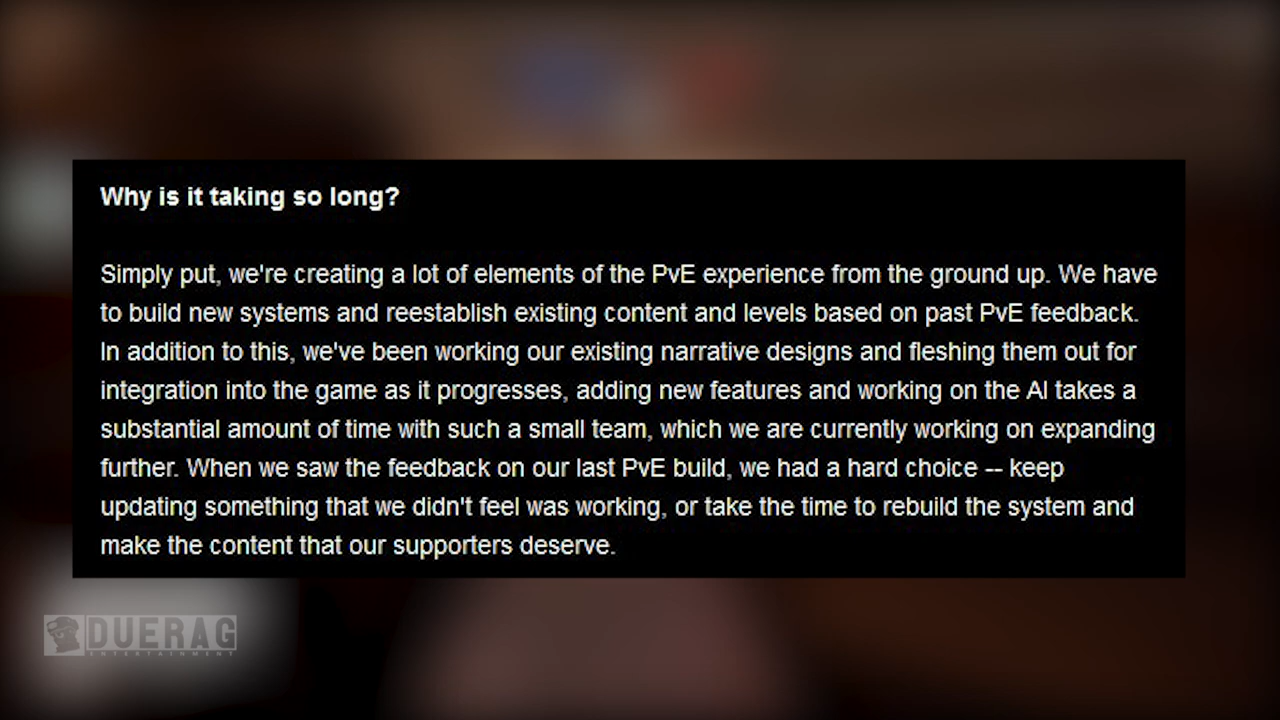 Why is it taking so long?
Simply put, we're creating a lot of elements of the PvE experience from the ground up. We have
to build new systems and reestablish existing content and levels based on past PvE feedback.
In addition to this, we've been working our existing narrative designs and fleshing them out for
integration into the game as it progresses, adding new features and working on the AI takes a
substantial amount of time with such a small team, which we are currently working on expanding
further. When we saw the feedback on our last PvE build, we had a hard choice -- keep
updating something that we didn't feel was working, or take the time to rebuild the system and
make the content that our supporters deserve.
DUERAG
ENTERTAINMENT